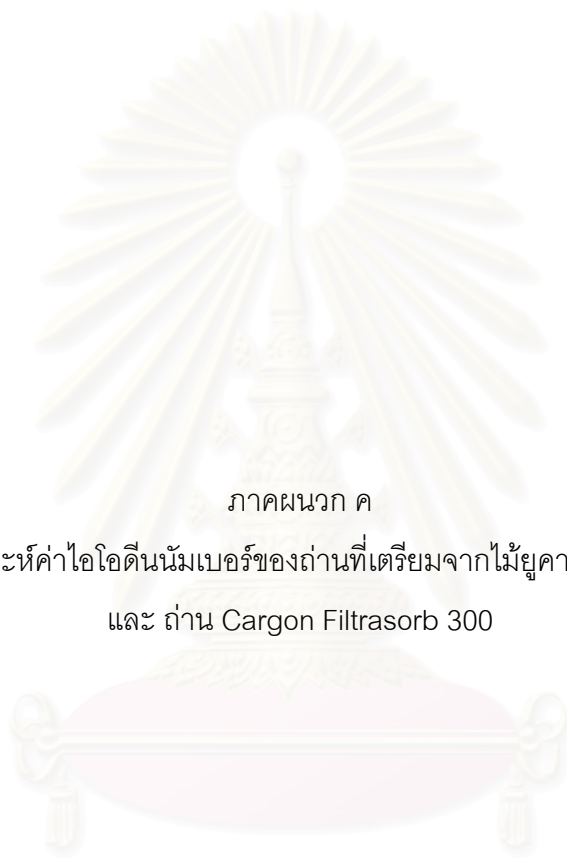 ภาคผนวก ค
ะห์ค่าไอโอดีนนัมเบอร์ของถ่านที่เตรียมจากไม้ยูคา
และ ถ่าน Cargon Filtrasorb 300